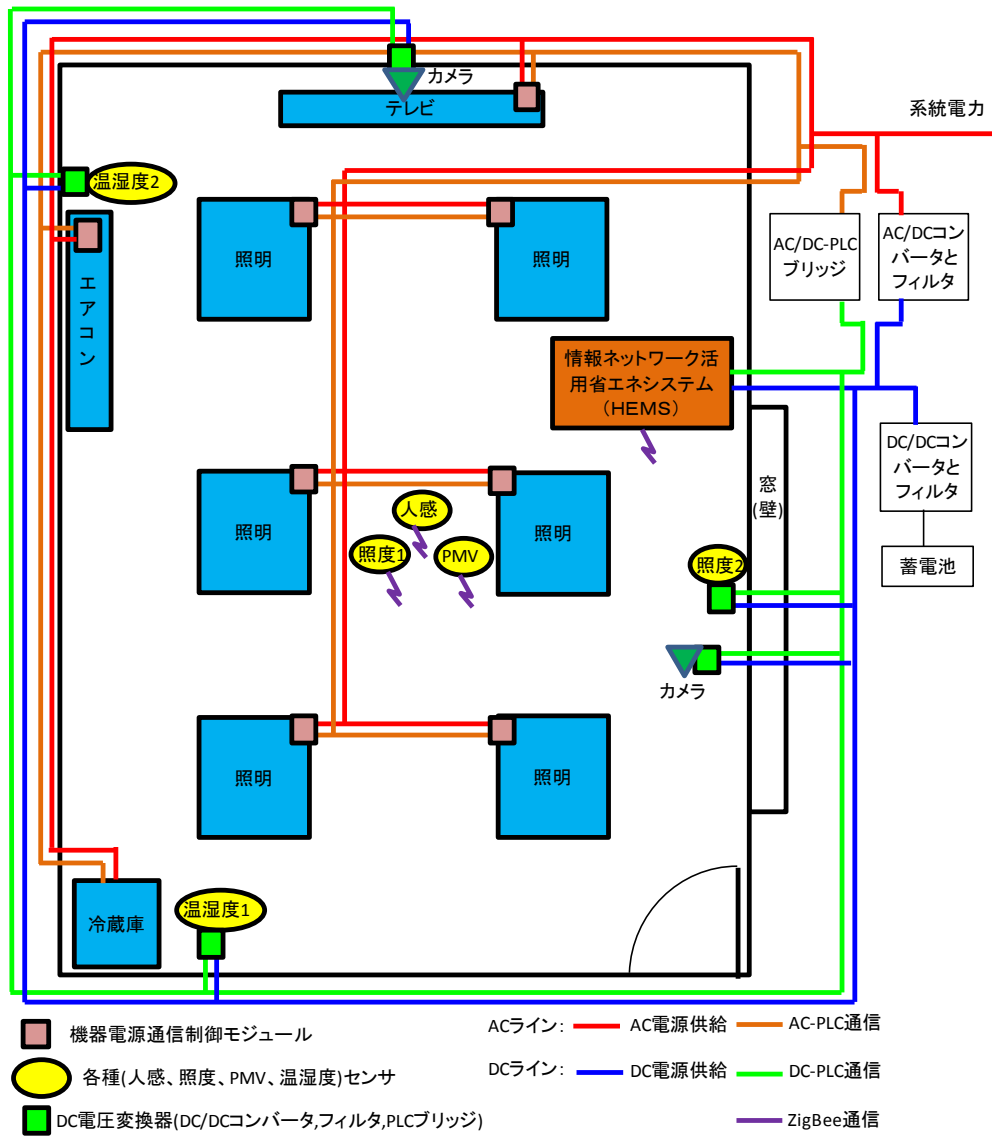 カメラ
テレビ
系統電力
温湿度2
照明
照明
AC/DC-PLC
ブリッジ
AC/DCコン
バータと
フィルタ
エアコン
情報ネットワーク活
用省エネシステム
(HEMS)
DC/DCコン
バータと
フィルタ
窓
(壁)
照明
人感
照度1
PMV
照明
照度2
蓄電池
カメラ
照明
照明
冷蔵庫
温湿度1
機器電源通信制御モジュール
ACライン: AC電源供給 AC-PLC通信
各種(人感、照度、PMV、温湿度)センサ
DCライン: DC電源供給 DC-PLC通信
DC電圧変換器(DC/DCコンバータ,フィルタ,PLCブリッジ)
ZigBee通信